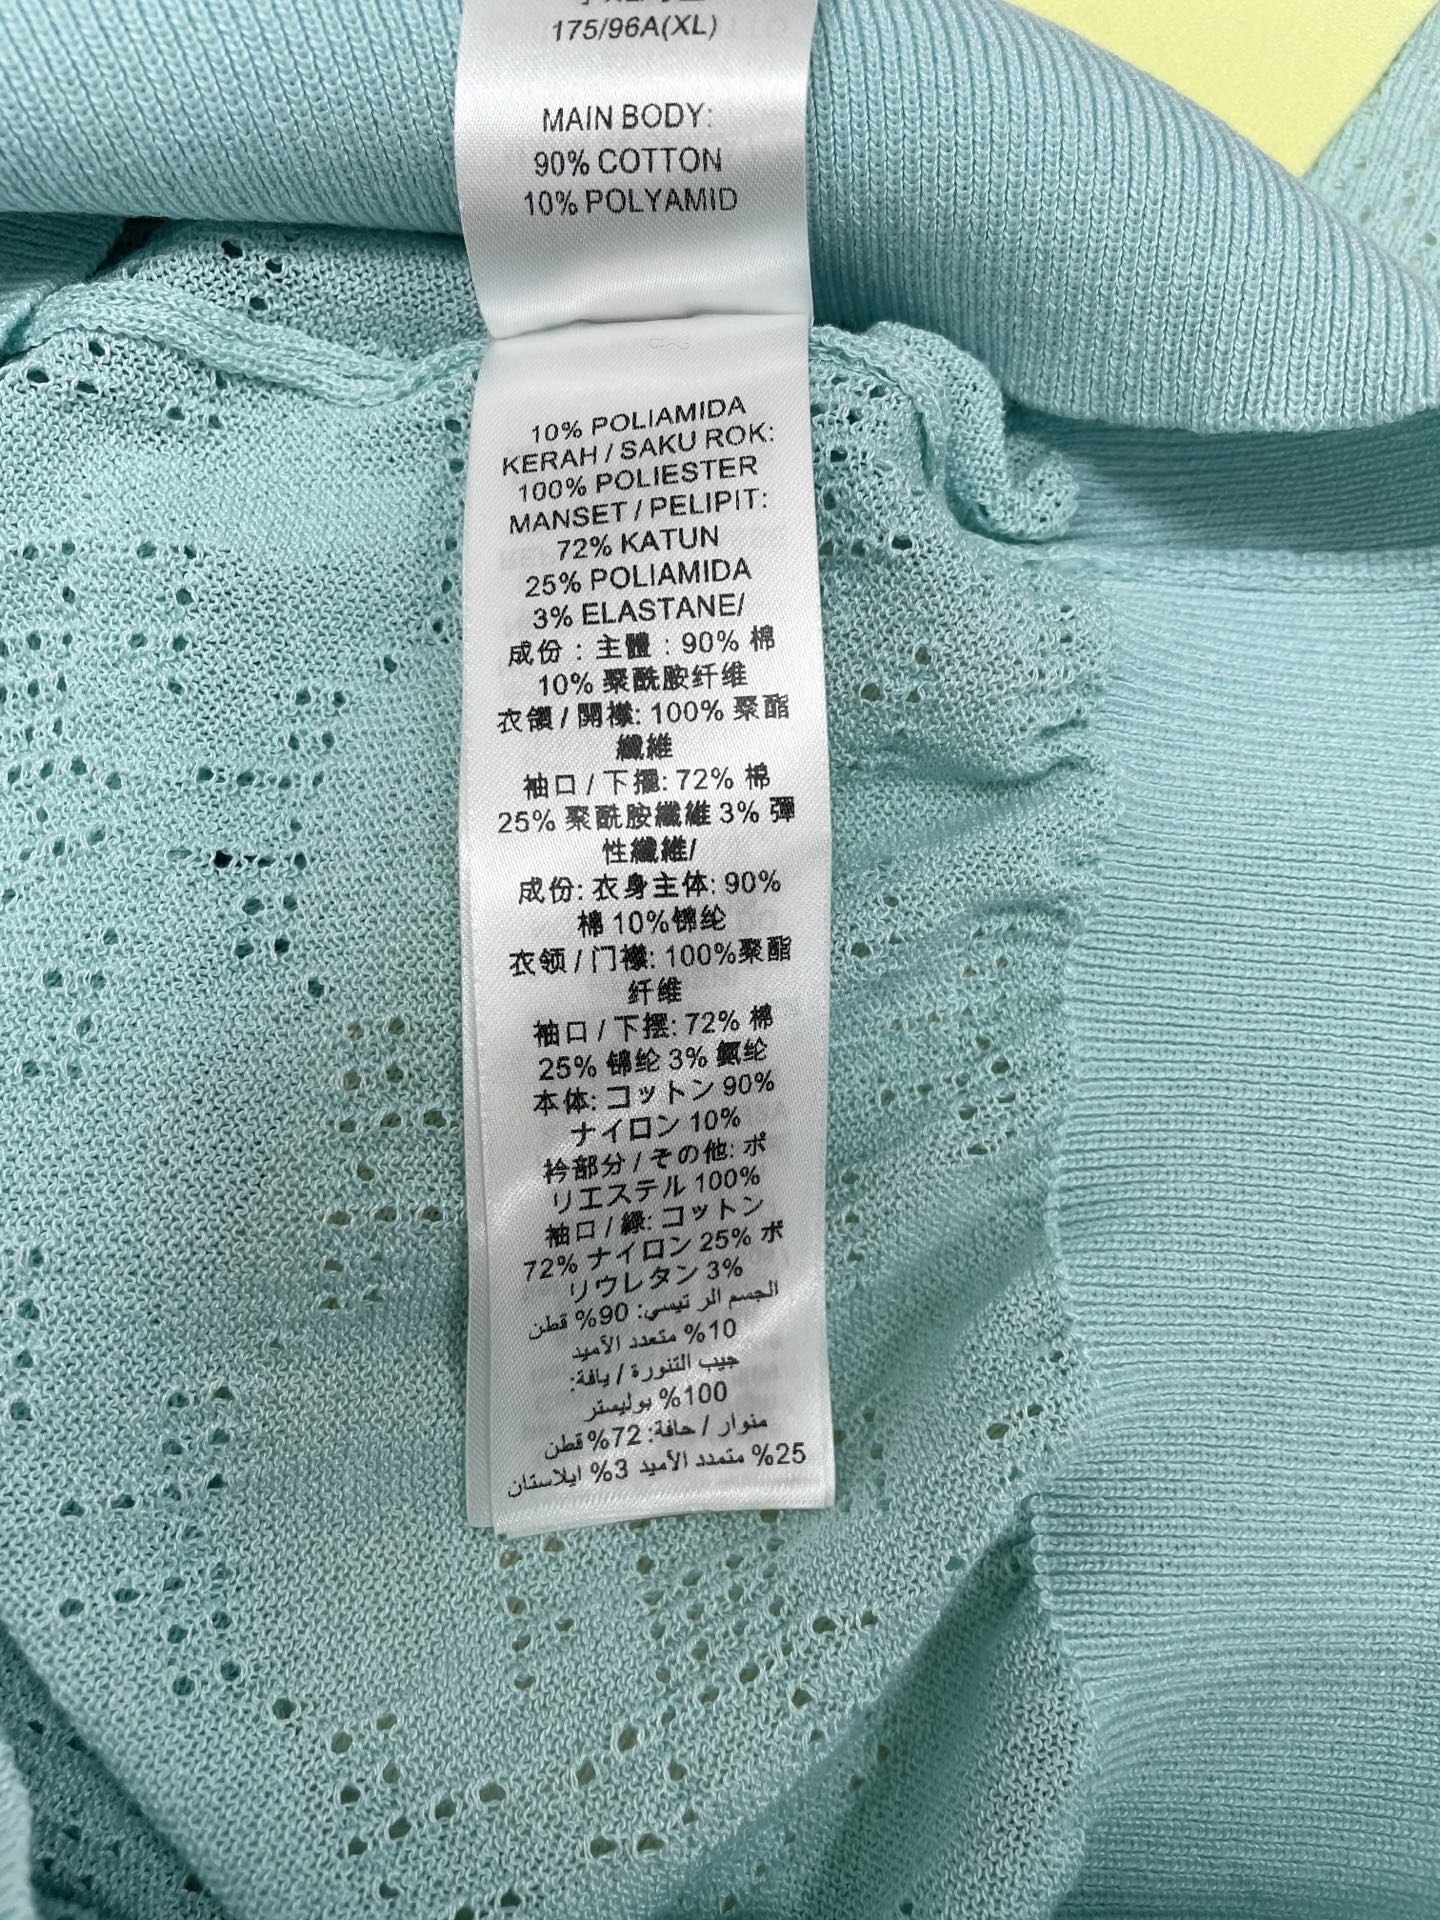 175/96A(XL)
MAIN BODY:
90% COTTON
10% POLYAMID
10% POLIAMIDA
KERAH / SAKU ROK:
100% POLIESTER
MANSET / PELIPIT:
72% KATUN
25% POLIAMIDA
3% ELASTANE/
成份：主體：90% 棉
10% 聚酰胺纤维
衣領 / 開襟: 100% 聚酯
纖維
袖口 / 下擺: 72% 棉
25% 聚酰胺纖維 3% 彈
性纖維/
成份: 衣身主体: 90%
棉 10%锦纶
衣领 / 门襟: 100%聚酯
纤维
袖口 / 下摆: 72% 棉
25% 锦纶 3% 氨纶
本体: コットン 90%
ナイロン 10%
衿部分 / その他: ポ
リエステル 100%
袖口 / 縁: コットン
72% ナイロン 25% ポ
リウレタン 3%
الجسم الر تيسي: 90% قطن
10% متعدد الأميد
جيب التنورة / ياقة:
100% بوليستر
منوار / حافة: 72% قطن
25% متمدد الأميد 3% ايلاستان